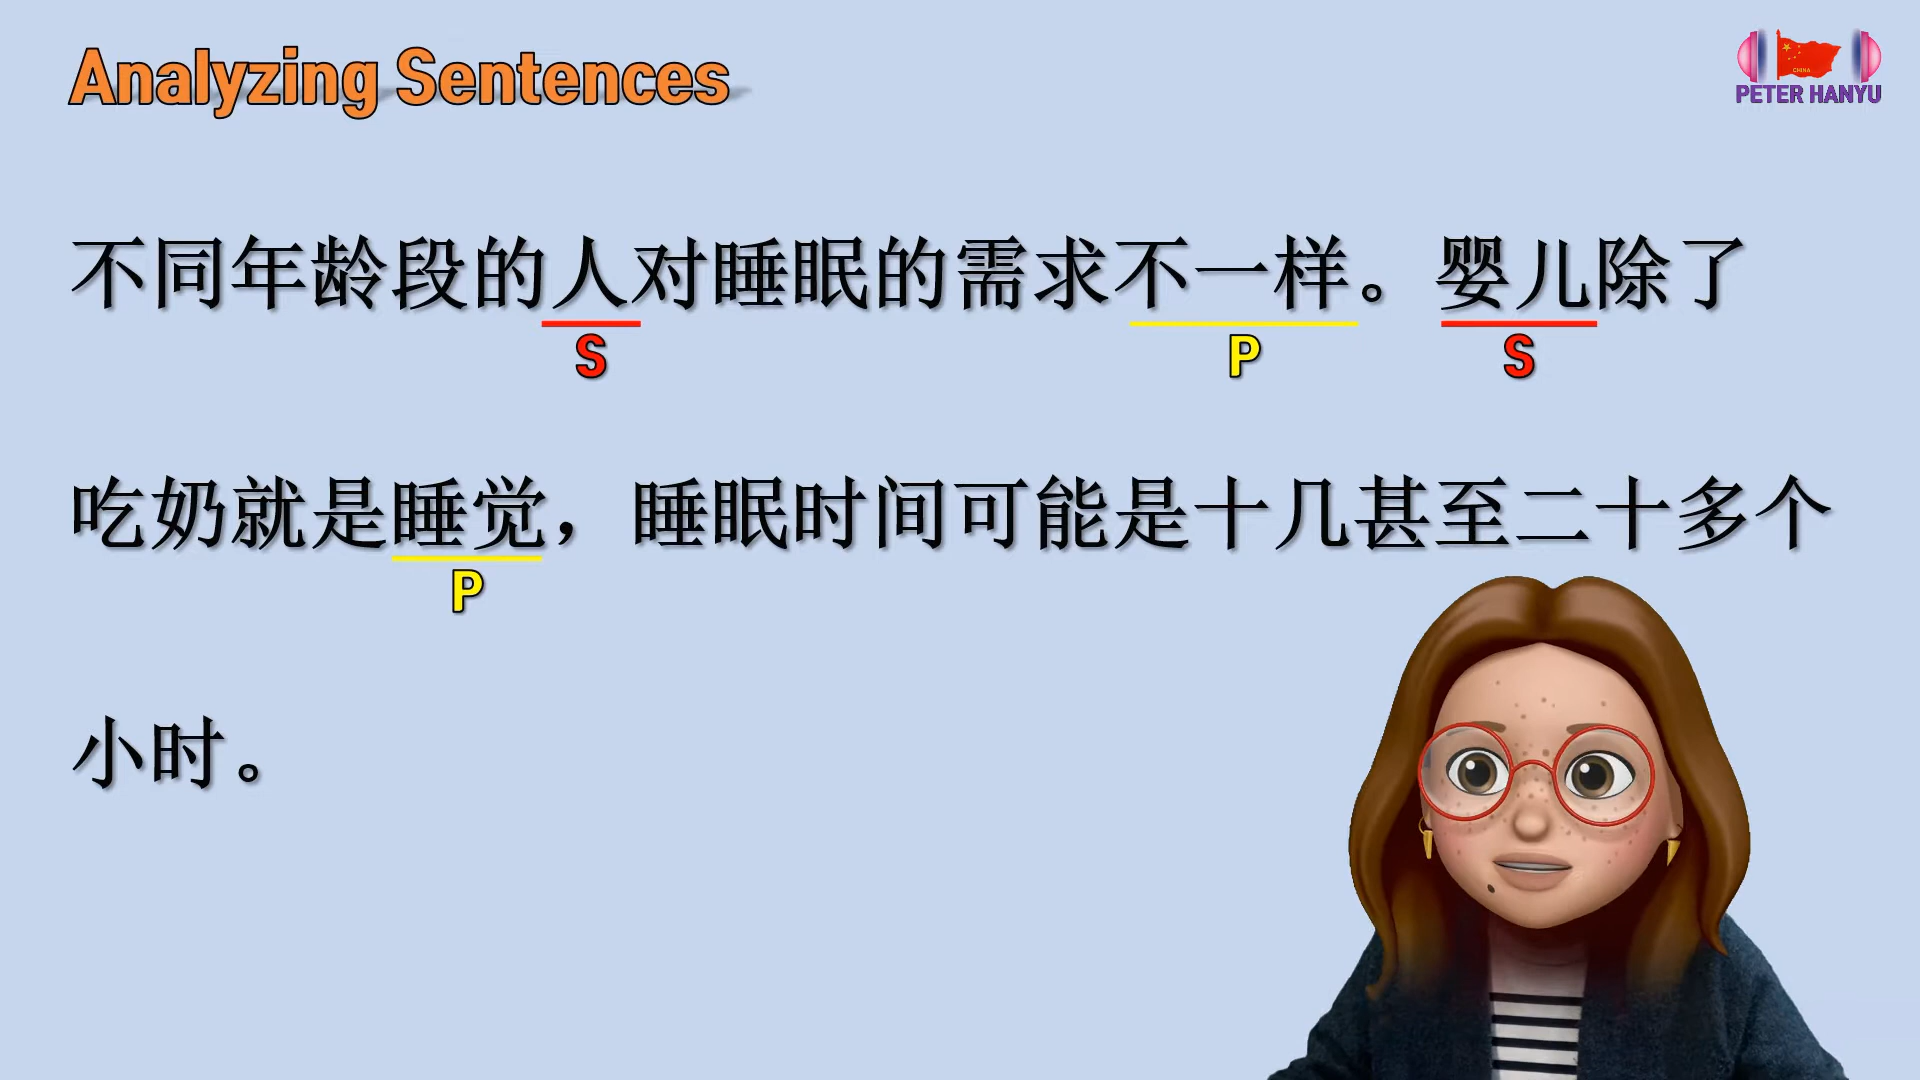 Analyzing Sentences
CHINA
PETER HANYU
不同年龄段的人对睡眠的需求不一样。婴儿除了
S P S
吃奶就是睡觉，睡眠时间可能是十几甚至二十多个
P
小时。